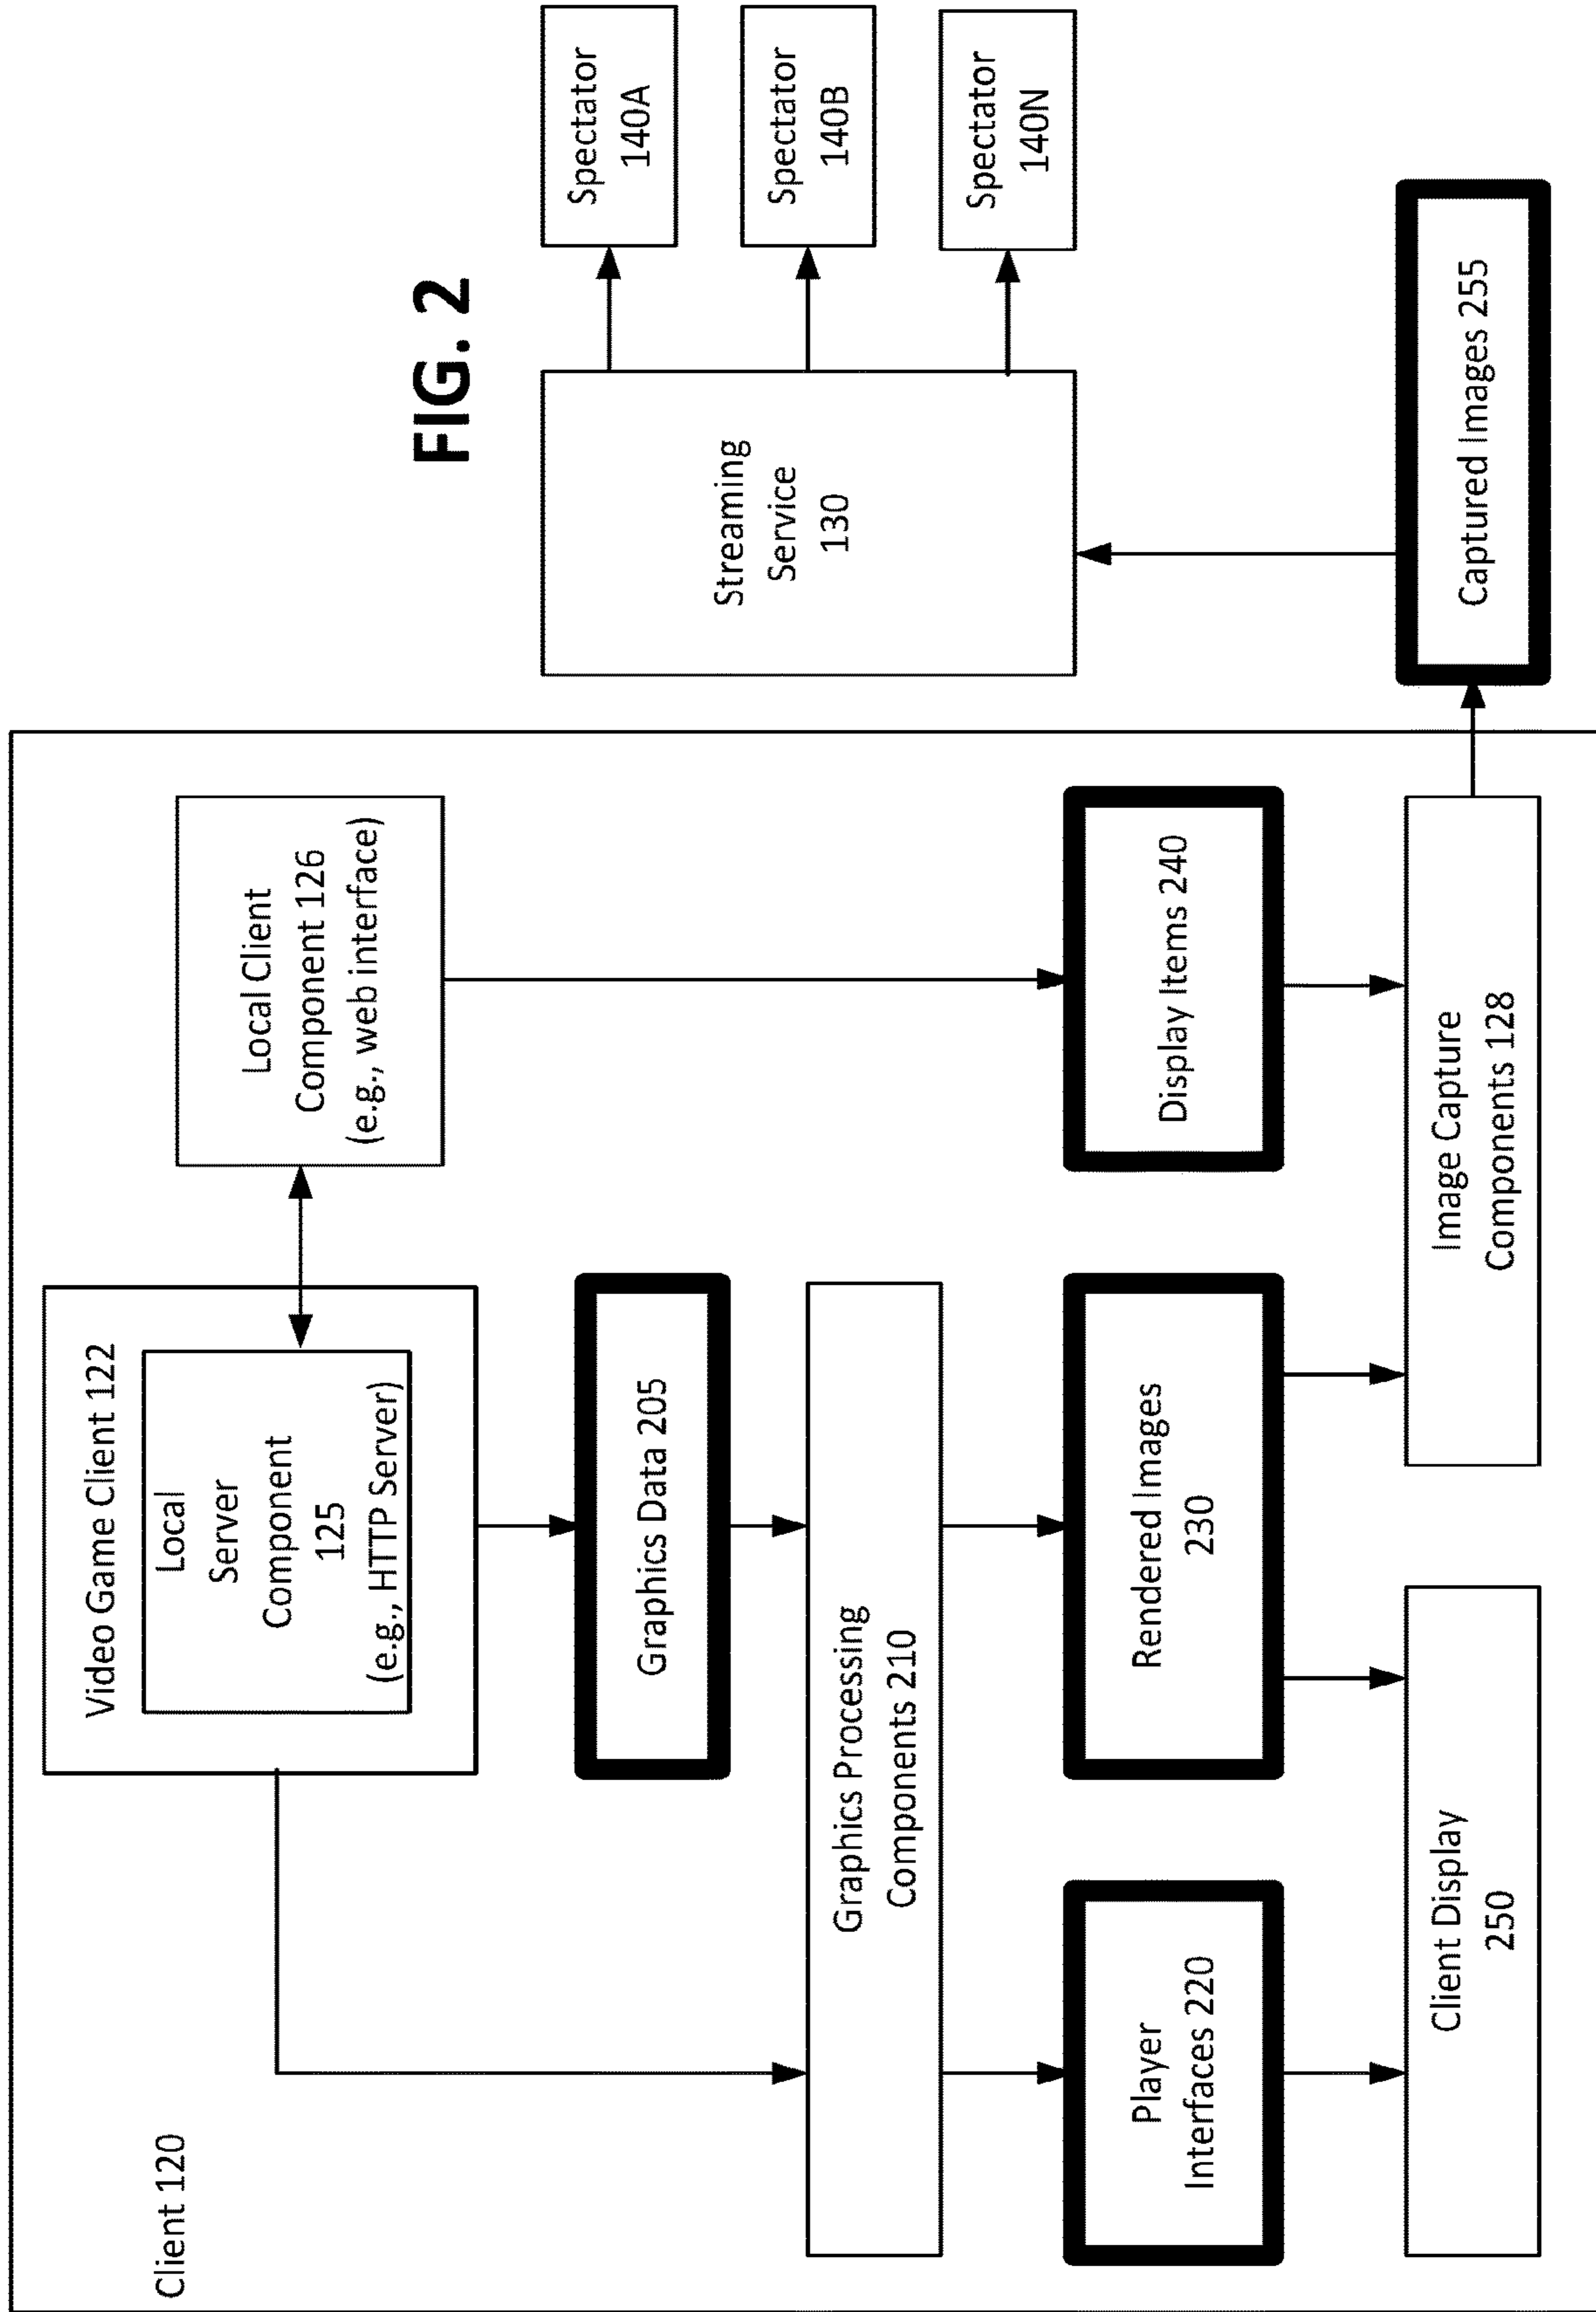 Client 120
Video Game Client 122
Local
Server
Component
125
(e.g., HTTP Server)
Local Client
Component 126
(e.g., web interface)
Graphics Data 205
Graphics Processing
Components 210
Player
Interfaces 220
Rendered Images
230
Display Items 240
Client Display
250
Image Capture
Components 128
FIG. 2
Streaming
Service
130
Spectator
140A
Spectator
140B
Spectator
140N
Captured Images 255